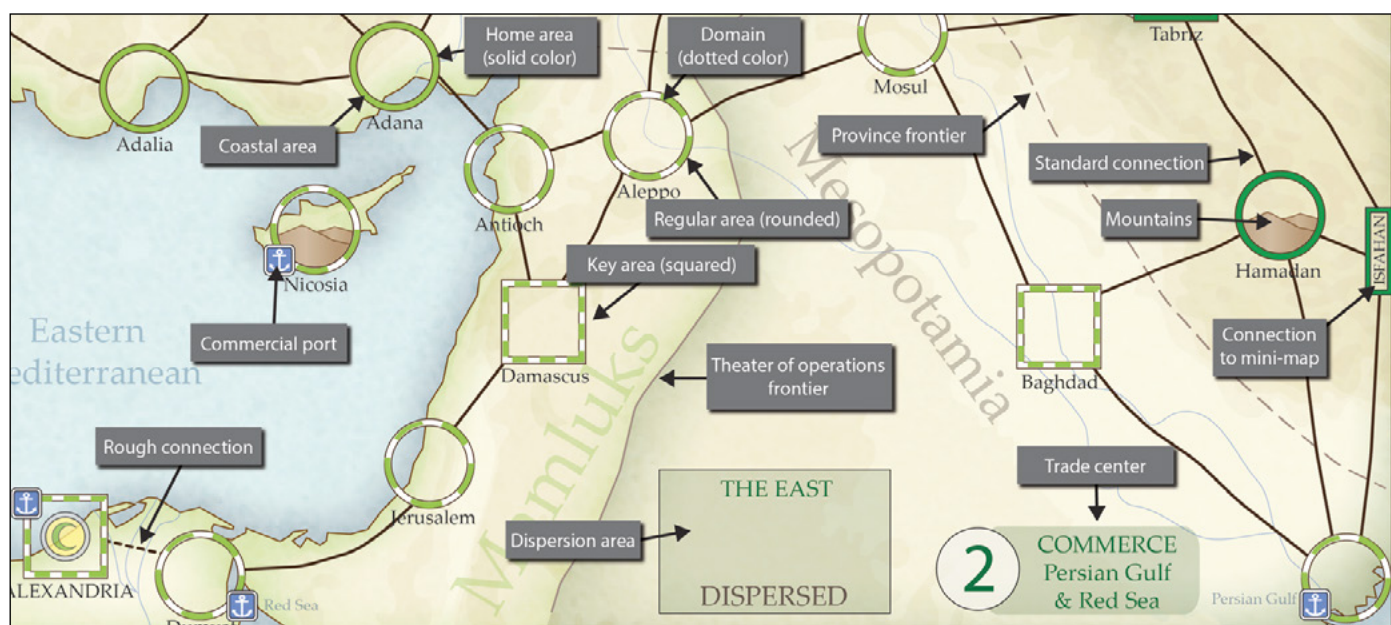 Home area
(solid color)
Domain
(dotted color)
Tabriz
Mosul
Adalia
Adana
Coastal area
Province frontier
Standard connection
Aleppo
Antioch
Regular area (rounded)
Mountains
Mesopotamia
Key area (squared)
Nicosia
Hamadan
ISFAHAN
Eastern
Commercial port
Damascus
Theater of operations
frontier
Baghdad
Connection
to mini-map
Mamluks
Rough connection
Trade center
Jerusalem
THE EAST
Dispersion area
DISPERSED
2
COMMERCE
Persian Gulf
& Red Sea
Red Sea
Persian Gulf